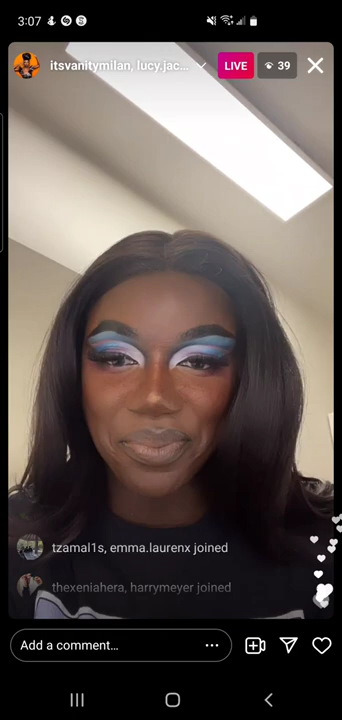 3:07
itsvanitymilan, lucy.jac...
LIVE
39
tzamal1s, emma.laurenx joined
thexeniahera, harrymeyer joined
Add a comment...